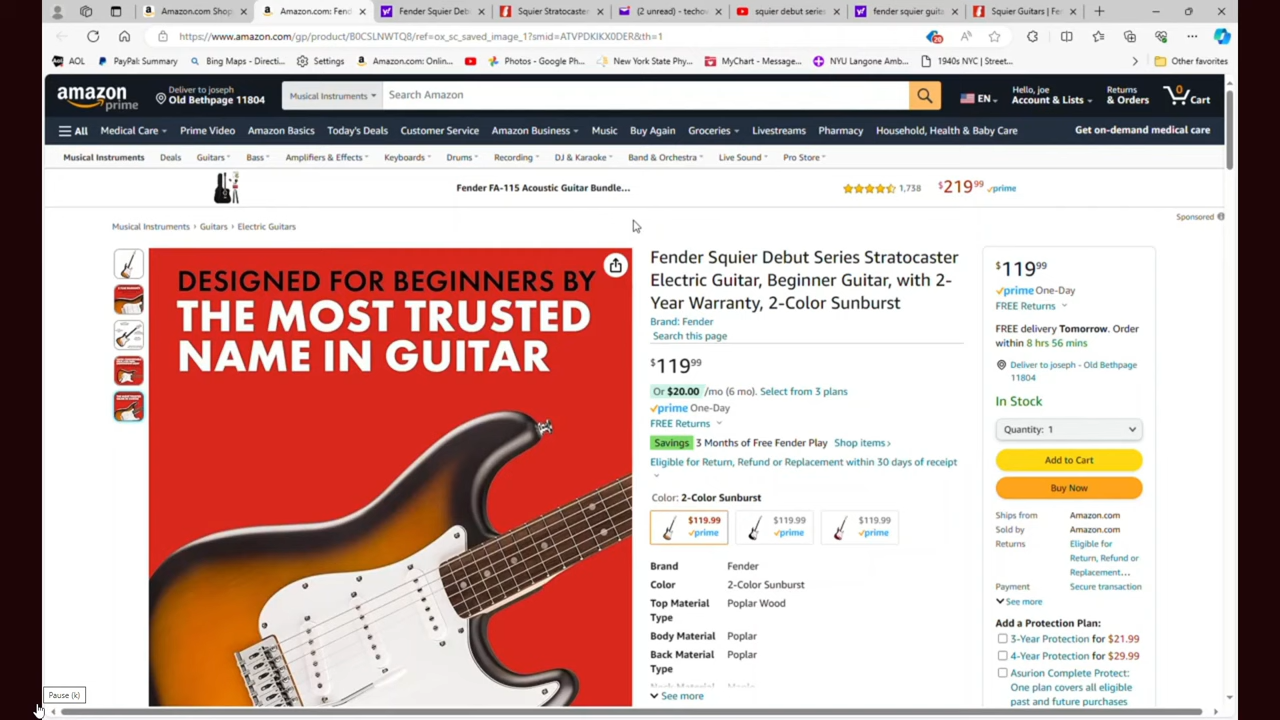 Amazon.com Shop
Amazon.com: Fend
Fender Squier Deb
Squier Stratocaster
(2 unread) - techov
squier debut series
fender squier guita
Squier Guitars | Fe
https://www.amazon.com/gp/product/B0CSLNWTQ8/ref=ox_sc_saved_image_1?smid=ATVPDKIKX0DER&th=1
AOL
PayPal: Summary
Bing Maps - Directi...
Settings
Amazon.com: Onlin...
Photos - Google Ph...
New York State Phy...
MyChart - Message...
NYU Langone Amb...
1940s NYC | Street...
Other favorites
amazon prime
Deliver to joseph
Old Bethpage 11804
Musical Instruments
Search Amazon
EN
Hello, joe
Account & Lists
Returns
& Orders
0
Cart
All
Medical Care
Prime Video
Amazon Basics
Today's Deals
Customer Service
Amazon Business
Music
Buy Again
Groceries
Livestreams
Pharmacy
Household, Health & Baby Care
Get on-demand medical care
Musical Instruments
Deals
Guitars
Bass
Amplifiers & Effects
Keyboards
Drums
Recording
DJ & Karaoke
Band & Orchestra
Live Sound
Pro Store
Fender FA-115 Acoustic Guitar Bundle...
1,738
$219.99 prime
Sponsored
Musical Instruments › Guitars › Electric Guitars
DESIGNED FOR BEGINNERS BY
THE MOST TRUSTED
NAME IN GUITAR
Fender Squier Debut Series Stratocaster
Electric Guitar, Beginner Guitar, with 2-
Year Warranty, 2-Color Sunburst
Brand: Fender
Search this page
$119.99
Or $20.00 /mo (6 mo). Select from 3 plans
prime One-Day
FREE Returns
Savings 3 Months of Free Fender Play Shop items ›
Eligible for Return, Refund or Replacement within 30 days of receipt
Color: 2-Color Sunburst
$119.99
prime
$119.99
prime
$119.99
prime
Brand Fender
Color 2-Color Sunburst
Top Material Poplar Wood
Type
Body Material Poplar
Back Material Poplar
Type
See more
$119.99
prime One-Day
FREE Returns
FREE delivery Tomorrow. Order
within 8 hrs 56 mins
Deliver to joseph - Old Bethpage
11804
In Stock
Quantity: 1
Add to Cart
Buy Now
Ships from Amazon.com
Sold by Amazon.com
Returns Eligible for
Return, Refund or
Replacement...
Payment Secure transaction
See more
Add a Protection Plan:
3-Year Protection for $21.99
4-Year Protection for $29.99
Asurion Complete Protect:
One plan covers all eligible
past and future purchases
Pause (k)